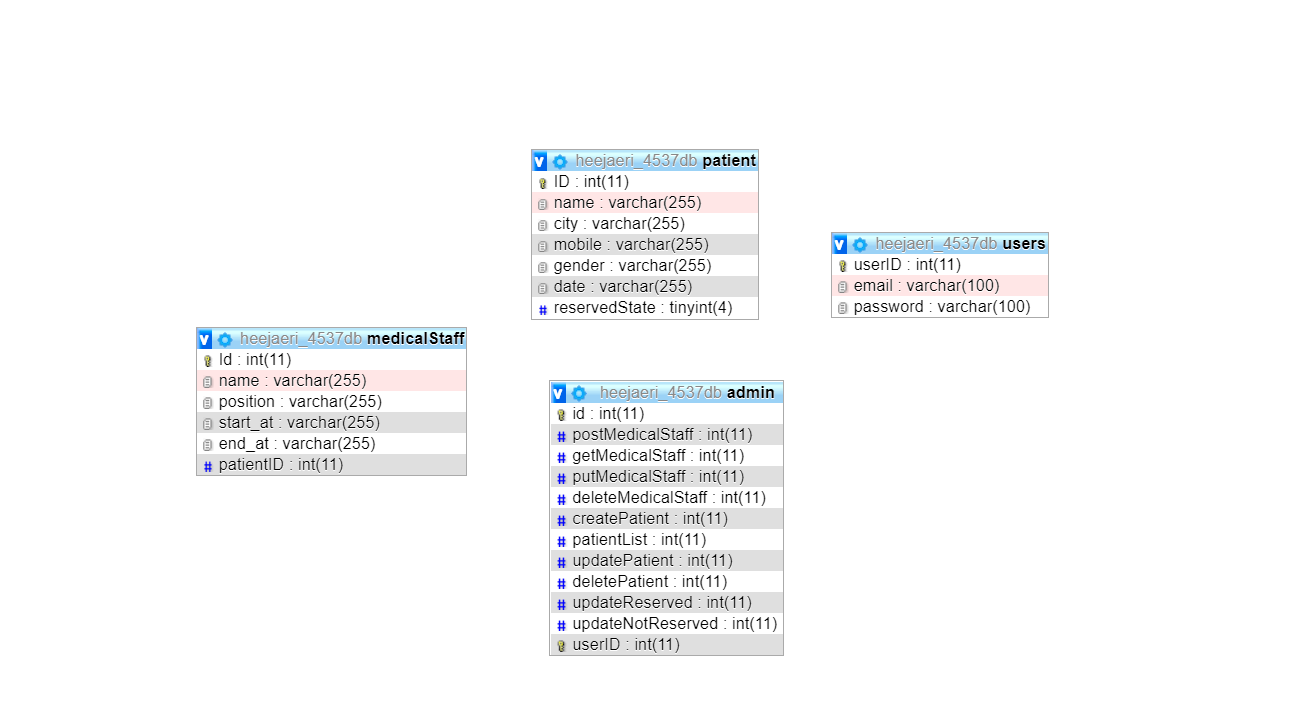 heejaeri_4537db patient
ID : int(11)
name : varchar(255)
city : varchar(255)
mobile : varchar(255)
gender : varchar(255)
date : varchar(255)
reservedState : tinyint(4)
heejaeri_4537db users
userID : int(11)
email : varchar(100)
password : varchar(100)
heejaeri_4537db medicalStaff
Id : int(11)
name : varchar(255)
position : varchar(255)
start_at : varchar(255)
end_at : varchar(255)
patientID : int(11)
heejaeri_4537db admin
id : int(11)
postMedicalStaff : int(11)
getMedicalStaff : int(11)
putMedicalStaff : int(11)
deleteMedicalStaff : int(11)
createPatient : int(11)
patientList : int(11)
updatePatient : int(11)
deletePatient : int(11)
updateReserved : int(11)
updateNotReserved : int(11)
userID : int(11)